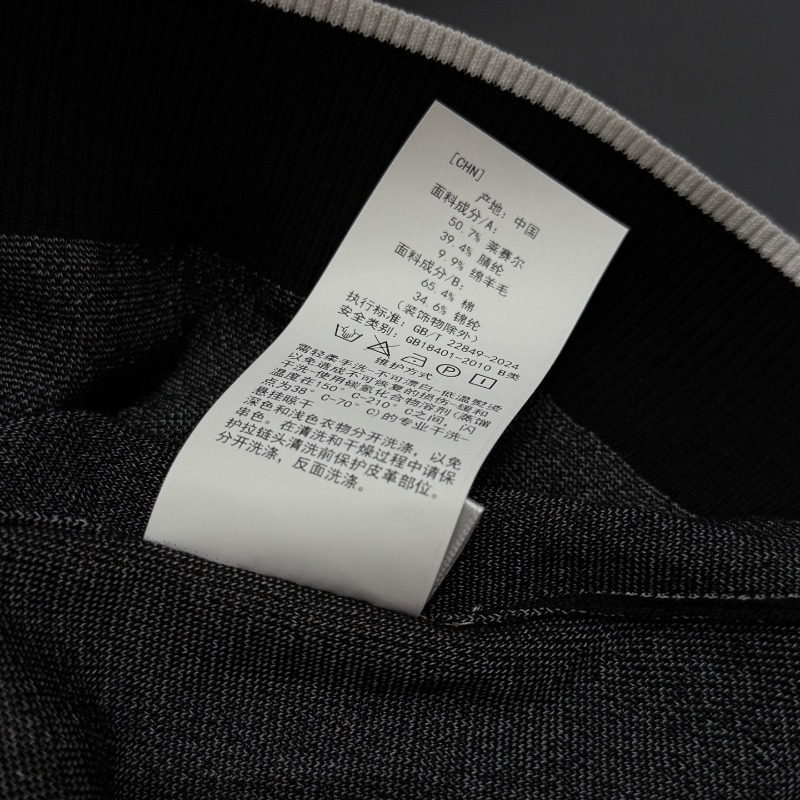 [CHN]
产地: 中国
面料成分/A:
50.7% 莱赛尔
39.4% 腈纶
9.9% 绵羊毛
面料成分/B:
65.4% 棉
34.6% 锦纶
(装饰物除外)
执行标准: GB/T 22849-2024
安全类别: GB18401-2010 B类
P
维护方式
需轻柔手洗-不可漂白-低温熨烫
以免造成不可恢复的损伤-缓和
干洗-使用碳氢化合物溶剂(蒸馏
温度在150°C-210°C之间, 闪
点为38°C-70°C)的专业干洗-
悬挂晾干
深色和浅色衣物分开洗涤, 以免
串色。在清洗和干燥过程中请保
护拉链头清洗前保护皮革部位。
分开洗涤, 反面洗涤。